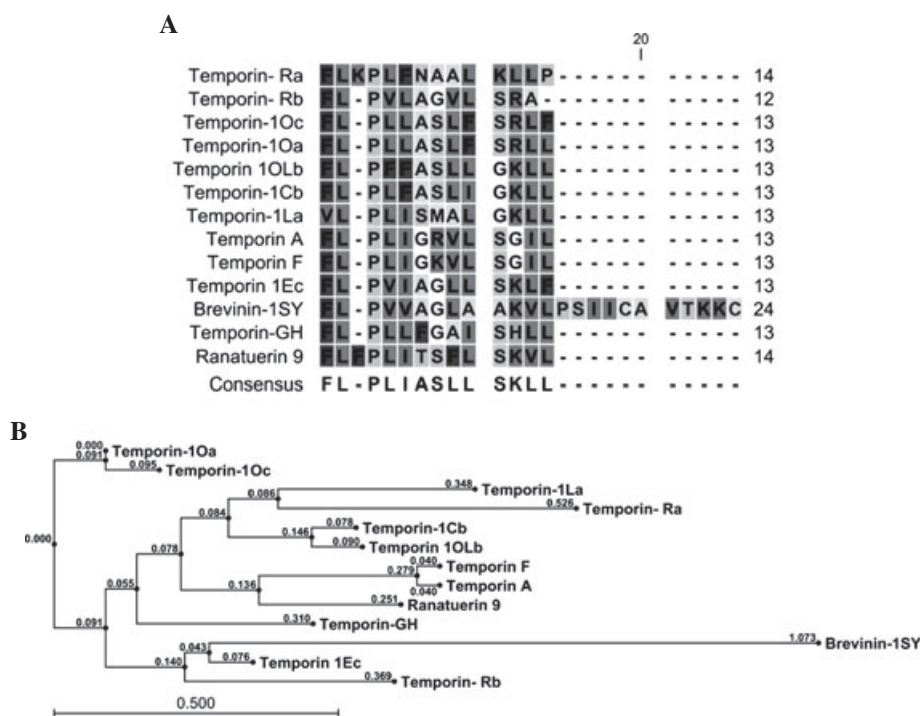 A
20
Temporin- Ra FLKPLFNAAL KLLP- - - - - - - - - - - 14
Temporin- Rb FL-PVLAGVL SRA- - - - - - - - - - - - 12
Temporin-1Oc FL-PLLASLF SRLF- - - - - - - - - - - 13
Temporin-1Oa FL-PLLASLF SRLL- - - - - - - - - - - 13
Temporin 1OLb FL-PFFASLL GKLL- - - - - - - - - - - 13
Temporin-1Cb FL-PLFASLI GKLL- - - - - - - - - - - 13
Temporin-1La VL-PLISMAL GKLL- - - - - - - - - - - 13
Temporin A FL-PLIGRVL SGIL- - - - - - - - - - - 13
Temporin F FL-PLIGKVL SGIL- - - - - - - - - - - 13
Temporin 1Ec FL-PVIAGLL SKLF- - - - - - - - - - - 13
Brevinin-1SY FL-PVVAGLA AKVLPSIICA VTKKC 24
Temporin-GH FL-PLLFGAI SHLL- - - - - - - - - - - 13
Ranatuerin 9 FLFPLITSFL SKVL- - - - - - - - - - - 14
Consensus FL-PLIASLL SKLL- - - - - - - - - - -
B
0.000 Temporin-1Oa
0.091
0.095 Temporin-1Oc
0.348 Temporin-1La
0.086
0.526 Temporin- Ra
0.084
0.078 Temporin-1Cb
0.146
0.090 Temporin 1OLb
0.000
0.078
0.040 Temporin F
0.279
0.040 Temporin A
0.055
0.136
0.251 Ranatuerin 9
0.091
0.310 Temporin-GH
1.073 Brevinin-1SY
0.043
0.076 Temporin 1Ec
0.140
0.369 Temporin- Rb
0.500